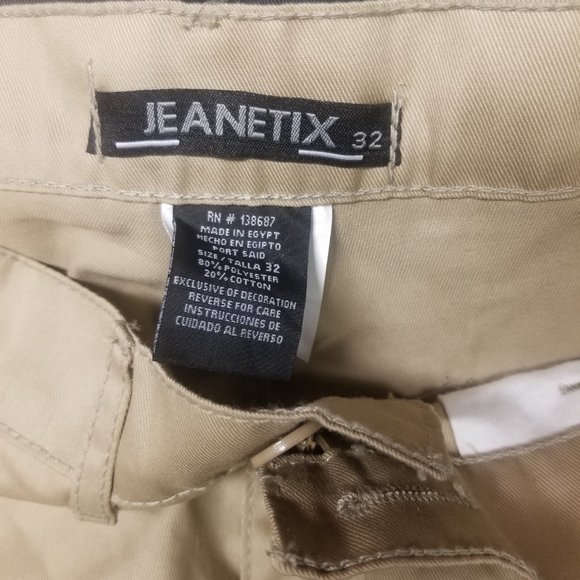 JEANETIX 32
RN # 138687
MADE IN EGYPT
HECHO EN EGIPTO
PORT SAID
SIZE / TALLA 32
80% POLYESTER
20% COTTON
EXCLUSIVE OF DECORATION
REVERSE FOR CARE
INSTRUCCIONES DE
CUIDADO AL REVERSO